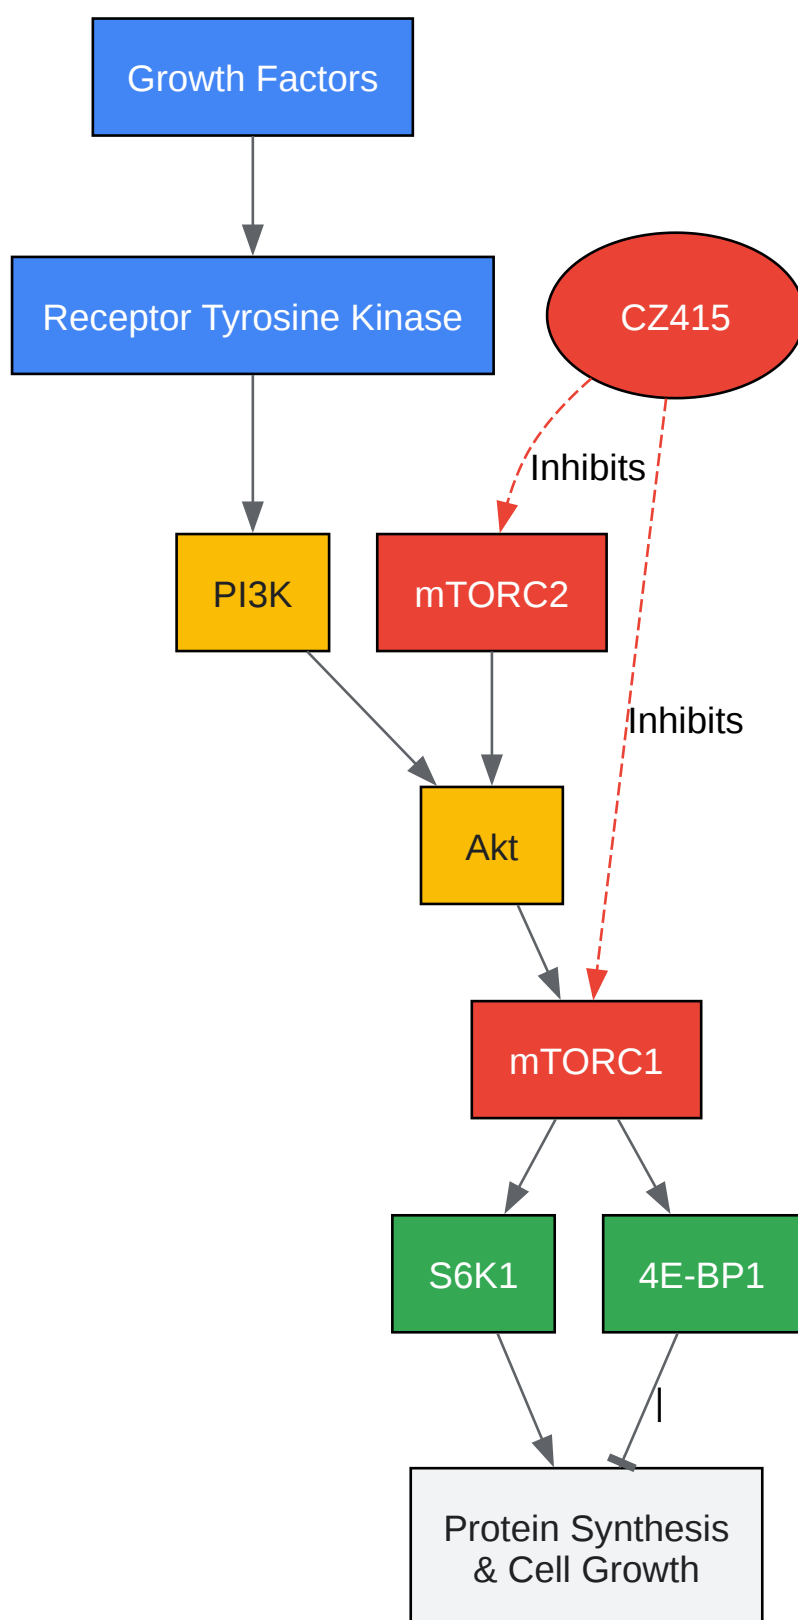 Growth Factors
Receptor Tyrosine Kinase
CZ415
Inhibits
PI3K
mTORC2
Inhibits
Akt
mTORC1
S6K1
4E-BP1
|
Protein Synthesis
& Cell Growth